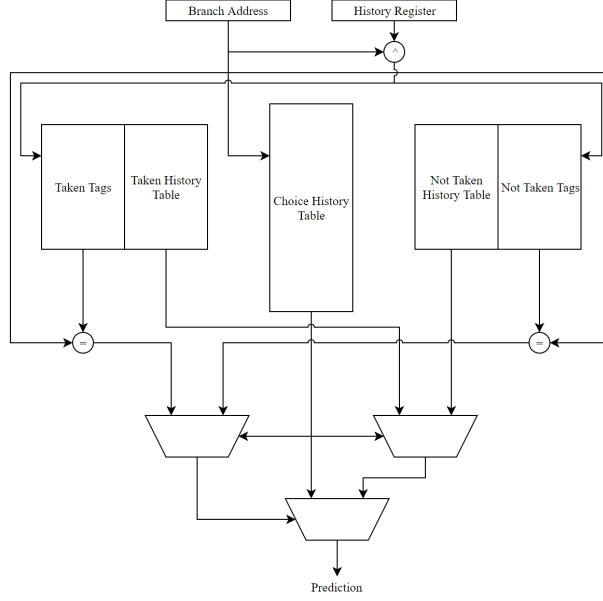 Branch Address
History Register
^
Taken Tags
Taken History
Table
Choice History
Table
Not Taken
History Table
Not Taken Tags
=
=
Prediction